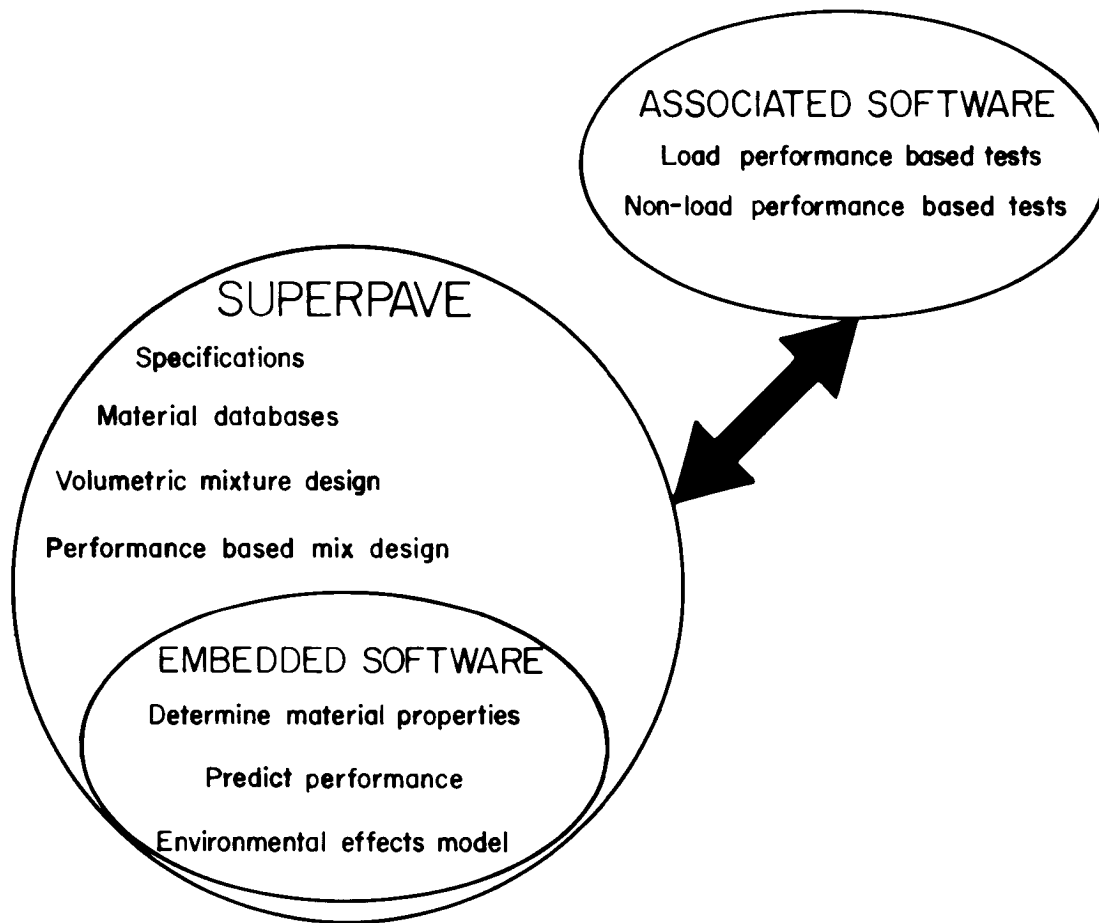 ASSOCIATED SOFTWARE
Load performance based tests
Non-load performance based tests
SUPERPAVE
Specifications
Material databases
Volumetric mixture design
Performance based mix design
EMBEDDED SOFTWARE
Determine material properties
Predict performance
Environmental effects model